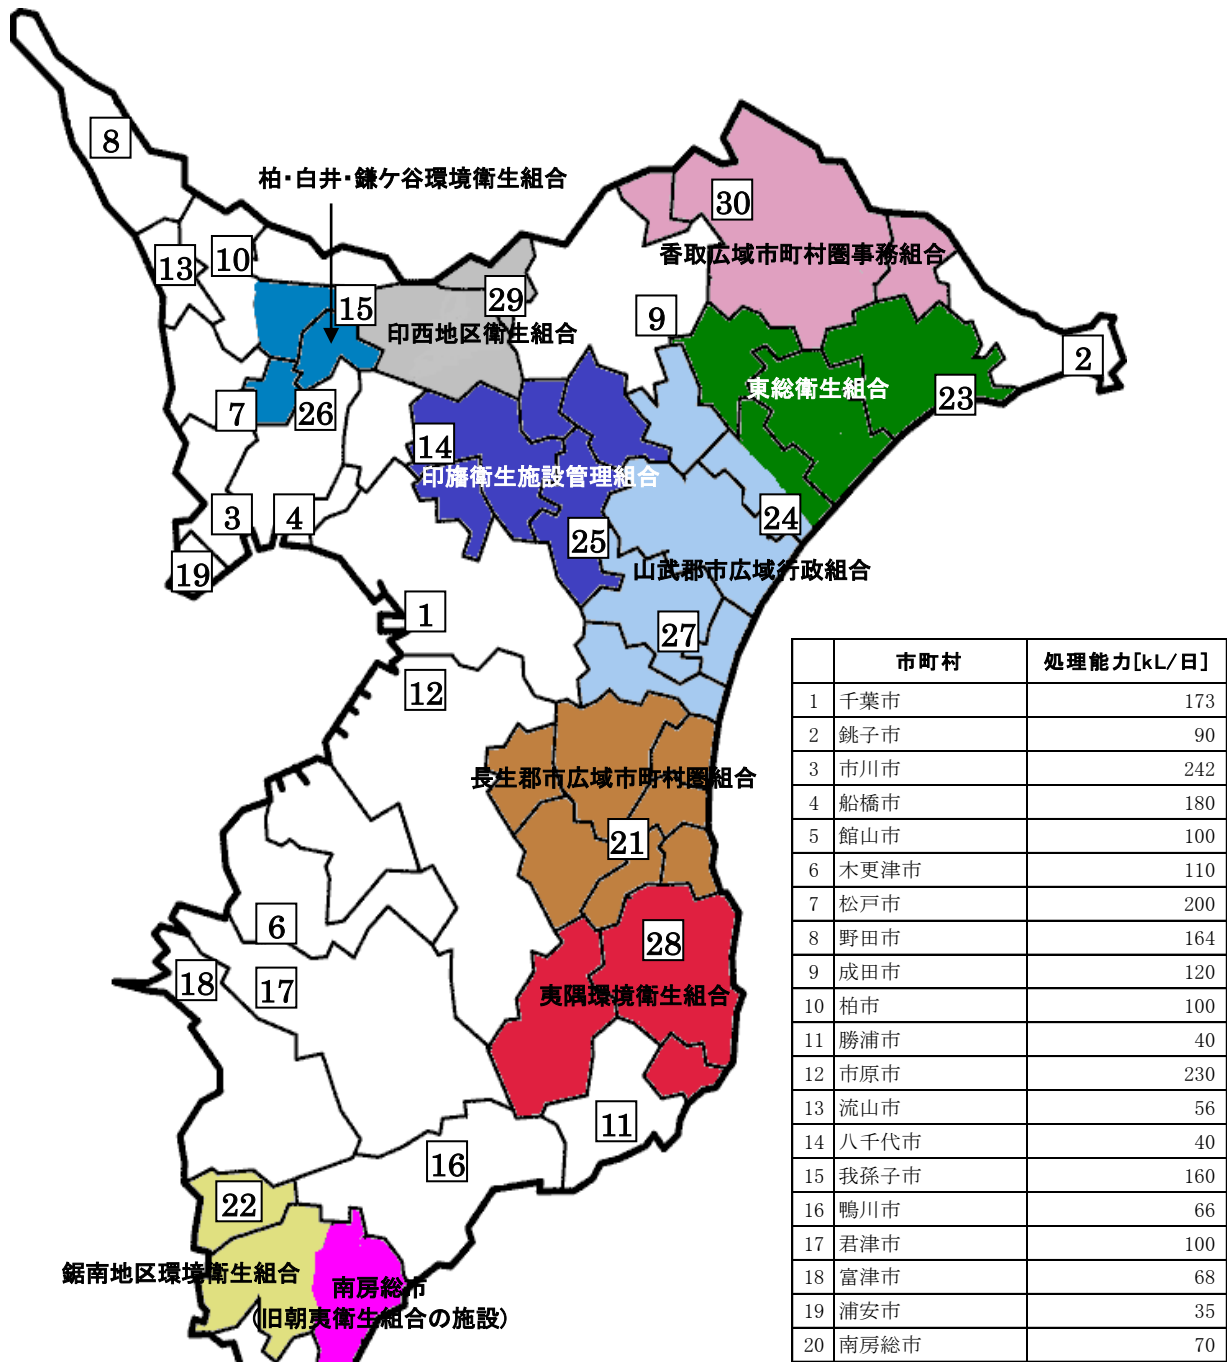 8
柏・白井・鎌ケ谷環境衛生組合
30
香取広域市町村圏事務組合
13
10
15
29
印西地区衛生組合
9
2
7
26
東総衛生組合
23
14
印旛衛生施設管理組合
3
4
25
24
19
山武郡市広域行政組合
1
27
12
長生郡市広域市町村圏組合
21
6
28
18
17
夷隅環境衛生組合
11
16
22
鋸南地区環境衛生組合
南房総市
(旧朝夷衛生組合の施設)
市町村 処理能力[kL/日]
1 千葉市 173
2 銚子市 90
3 市川市 242
4 船橋市 180
5 館山市 100
6 木更津市 110
7 松戸市 200
8 野田市 164
9 成田市 120
10 柏市 100
11 勝浦市 40
12 市原市 230
13 流山市 56
14 八千代市 40
15 我孫子市 160
16 鴨川市 66
17 君津市 100
18 富津市 68
19 浦安市 35
20 南房総市 70